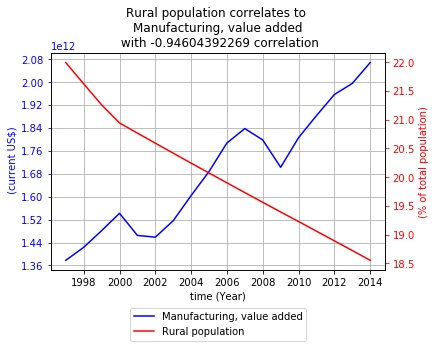 Rural population correlates to
Manufacturing, value added
with -0.94604392269 correlation
1e12
2.08
2.00
1.92
1.84
1.76
1.68
1.60
1.52
1.44
1.36
(current US$)
22.0
21.5
21.0
20.5
20.0
19.5
19.0
18.5
(% of total population)
1998 2000 2002 2004 2006 2008 2010 2012 2014
time (Year)
Manufacturing, value added
Rural population